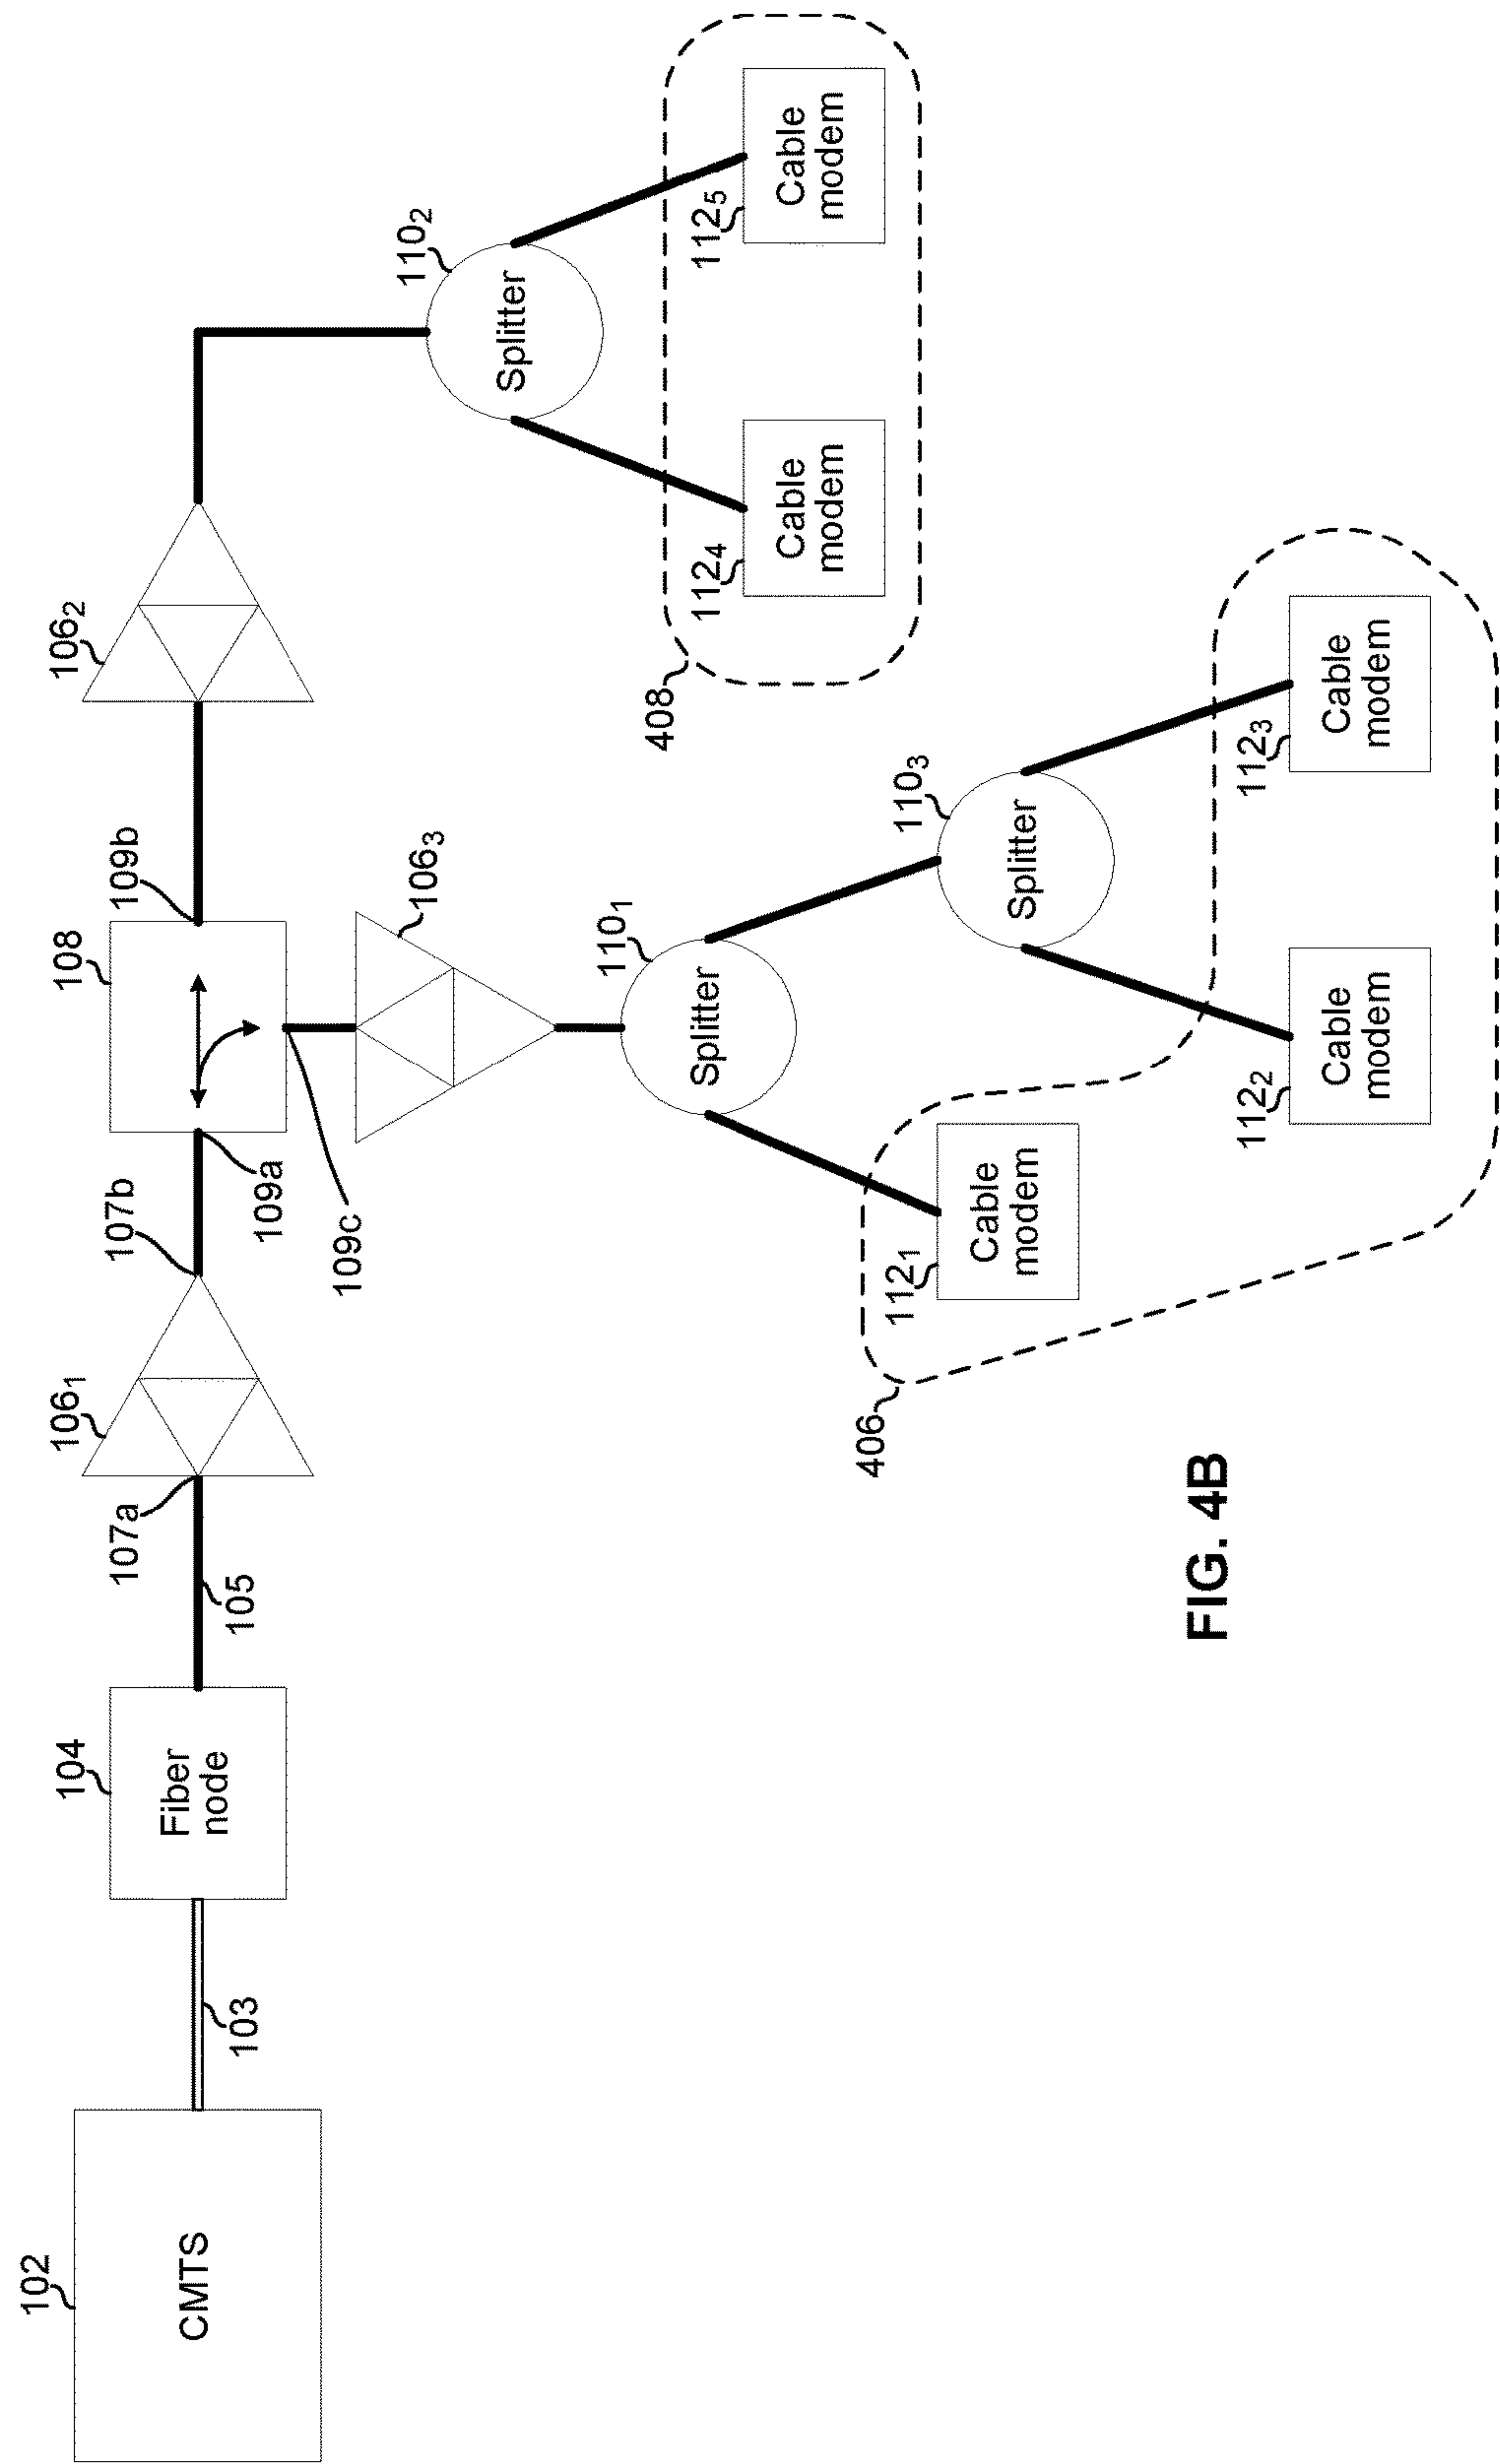 102
CMTS
103
104
Fiber
node
105
107a
106₁
107b
109a
108
109b
109c
106₂
106₃
110₁
Splitter
110₂
Splitter
110₃
Splitter
112₁
Cable
modem
112₂
Cable
modem
112₃
Cable
modem
112₄
Cable
modem
112₅
Cable
modem
406
408
FIG. 4B